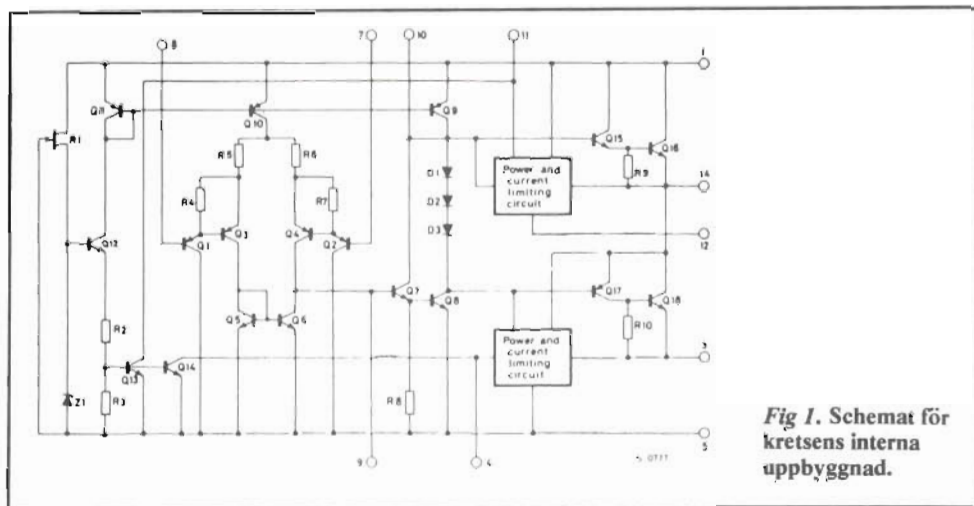 8
7
10
11
1
Q11
Q10
Q9
R1
R5
R6
Q15
Q16
D1
R9
14
Power and
current
limiting
circuit
R4
R7
D2
Q12
Q1
Q3
Q4
Q2
D3
12
Q7
Q8
Q17
Q18
Q5
Q6
R2
R10
Power and
current
limiting
circuit
3
Q13
Q14
Z1
R3
R8
5
9
4
Fig 1. Schemat för
kretsens interna
uppbyggnad.